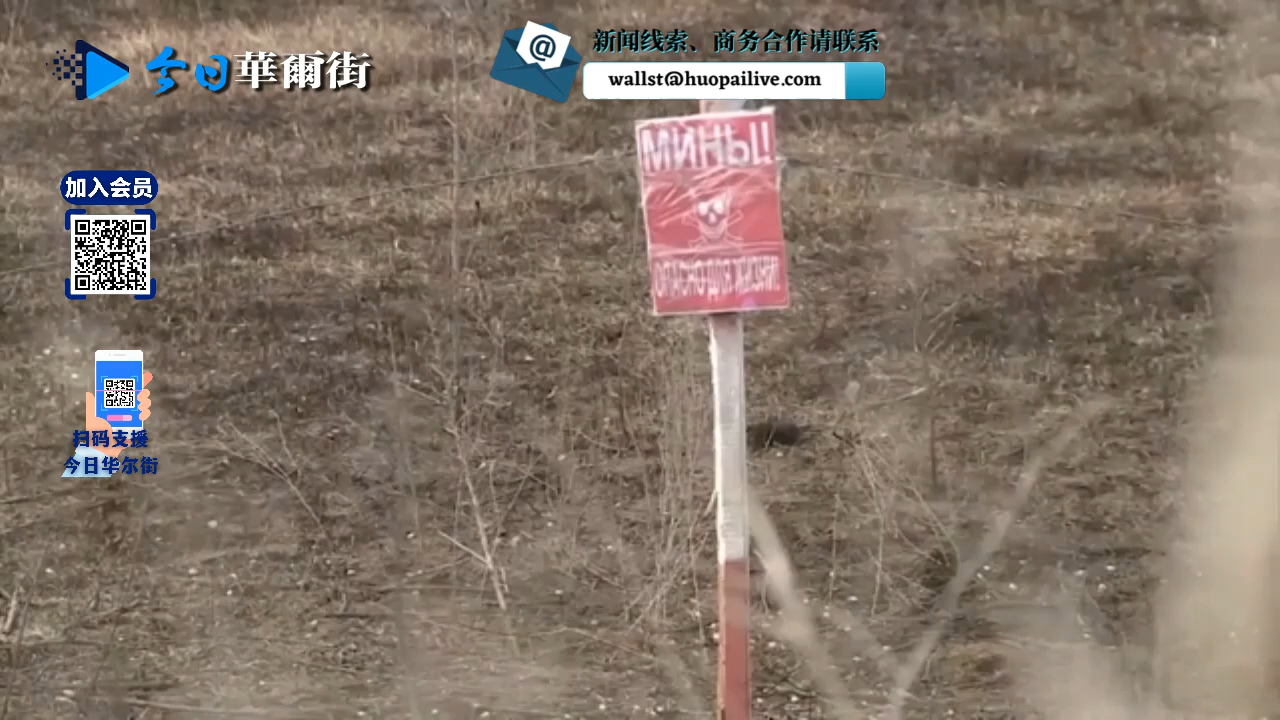 今日華爾街
新闻线索、商务合作请联系
wallst@huopailive.com
МИНЫ!
ОПАСНО ДЛЯ ЖИЗНИ!
加入会员
扫码支援
今日华尔街